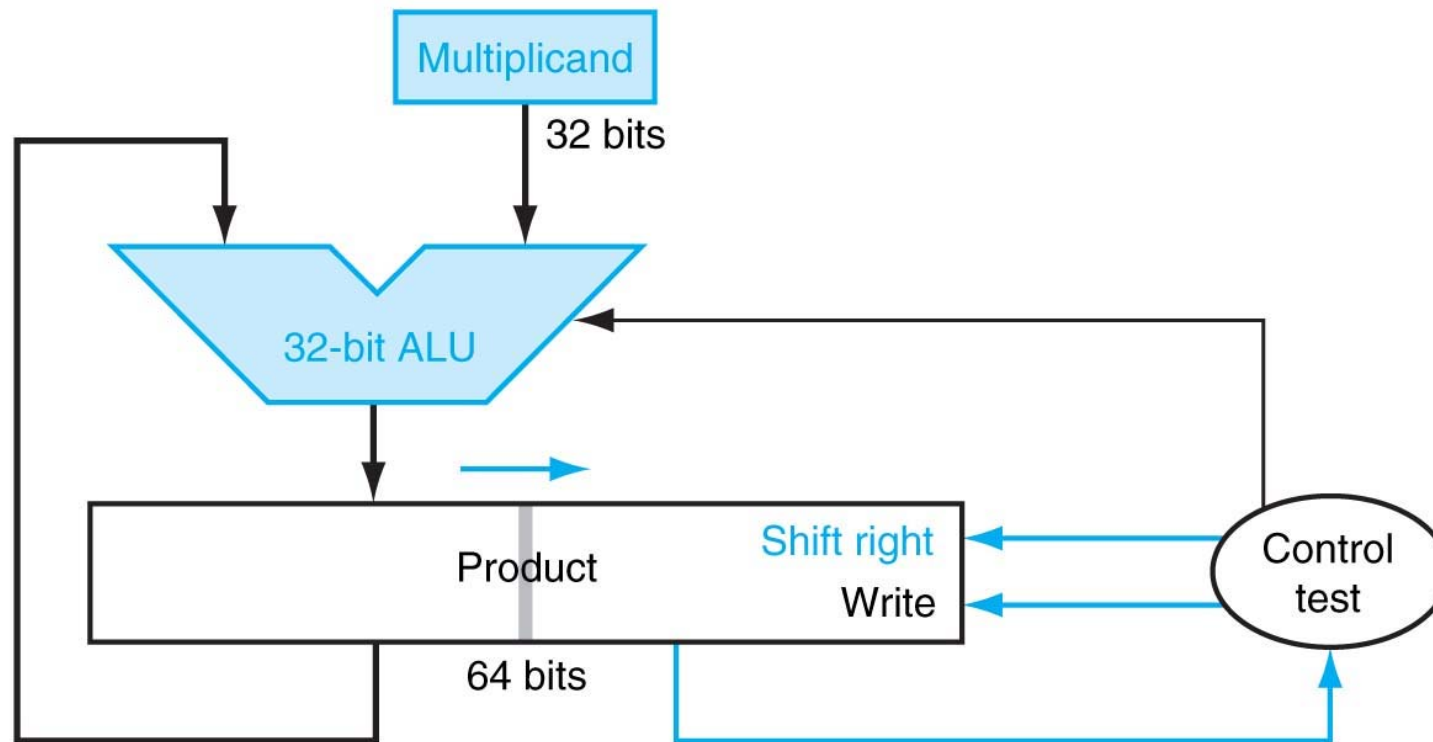 Multiplicand
32 bits
32-bit ALU
Shift right
Product
Write
64 bits
Control
test